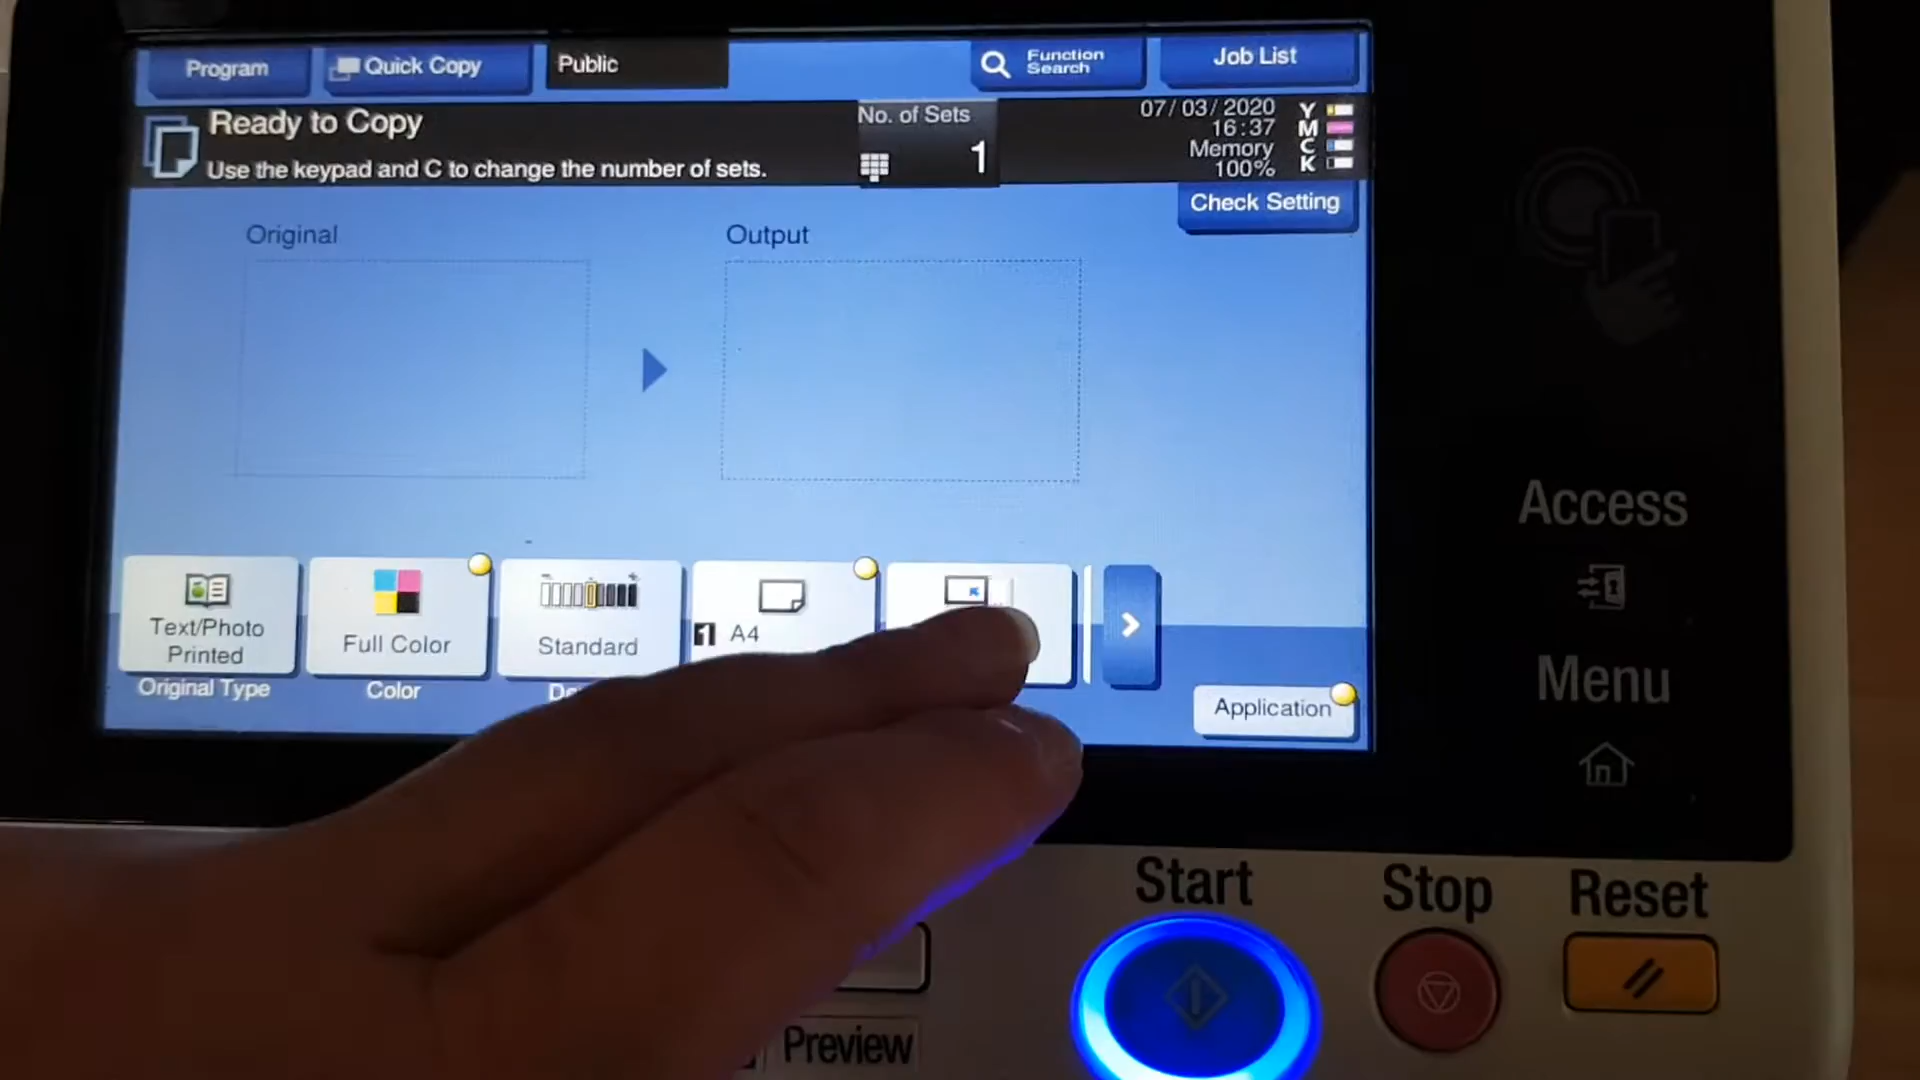 Program
Quick Copy
Public
Function
Search
Job List
Ready to Copy
Use the keypad and C to change the number of sets.
No. of Sets
1
07/03/2020
16:37
Memory
100%
Y
M
C
K
Check Setting
Original
Output
Text/Photo
Printed
Original Type
Full Color
Color
Standard
1 A4
Application
Access
Menu
Start
Stop
Reset
Preview